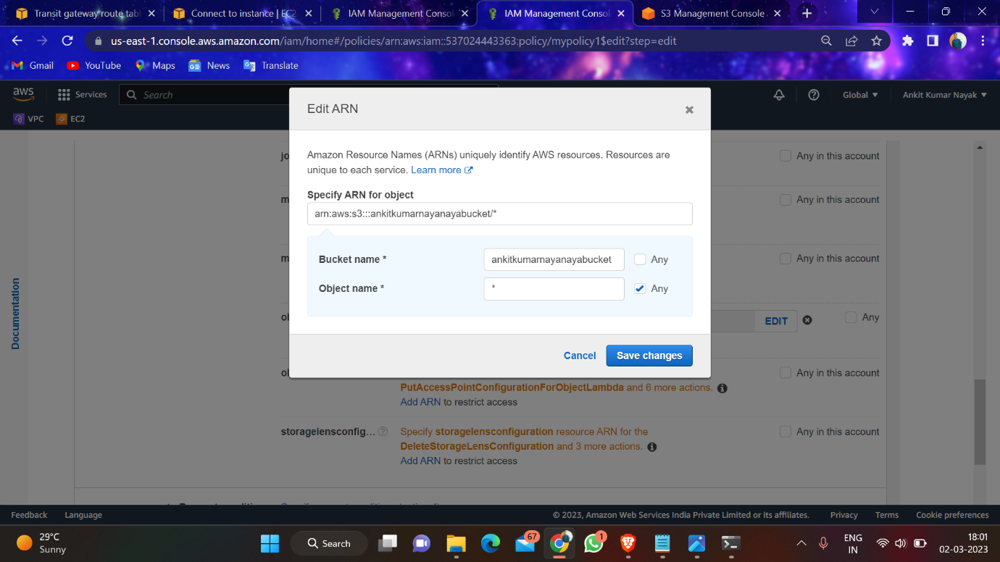 Transit gateway route tab
Connect to instance | EC2
IAM Management Consol
IAM Management Consol
S3 Management Console
us-east-1.console.aws.amazon.com/iam/home#/policies/arn:aws:iam::537024443363:policy/mypolicy1$edit?step=edit
Gmail
YouTube
Maps
News
Translate
aws
Services
Search
Global
Ankit Kumar Nayak
VPC
EC2
Edit ARN
Amazon Resource Names (ARNs) uniquely identify AWS resources. Resources are
unique to each service. Learn more
Specify ARN for object
arn:aws:s3:::ankitkumarnayanayabucket/*
Bucket name *
ankitkumarnayanayabucket
Any
Object name *
*
Any
Cancel
Save changes
Documentation
Any in this account
Any in this account
Any in this account
EDIT
Any
Any in this account
PutAccessPointConfigurationForObjectLambda and 6 more actions.
Add ARN to restrict access
storagelensconfig...
Specify storagelensconfiguration resource ARN for the
Any in this account
DeleteStorageLensConfiguration and 3 more actions.
Add ARN to restrict access
Feedback
Language
© 2023, Amazon Web Services India Private Limited or its affiliates.
Privacy
Terms
Cookie preferences
29°C
Sunny
Search
67
1
ENG
IN
18:01
02-03-2023